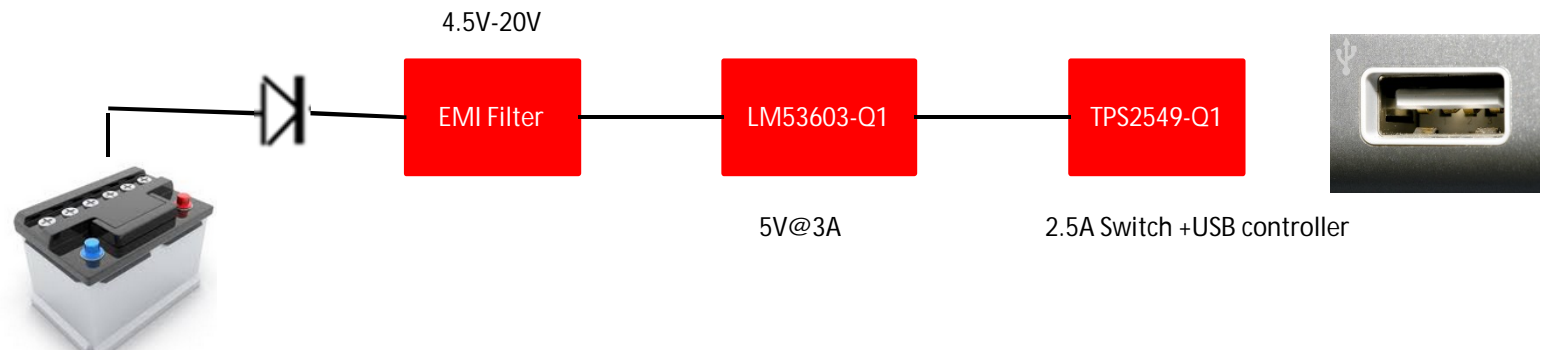 4.5V-20V
EMI Filter
LM53603-Q1
TPS2549-Q1
5V@3A
2.5A Switch +USB controller